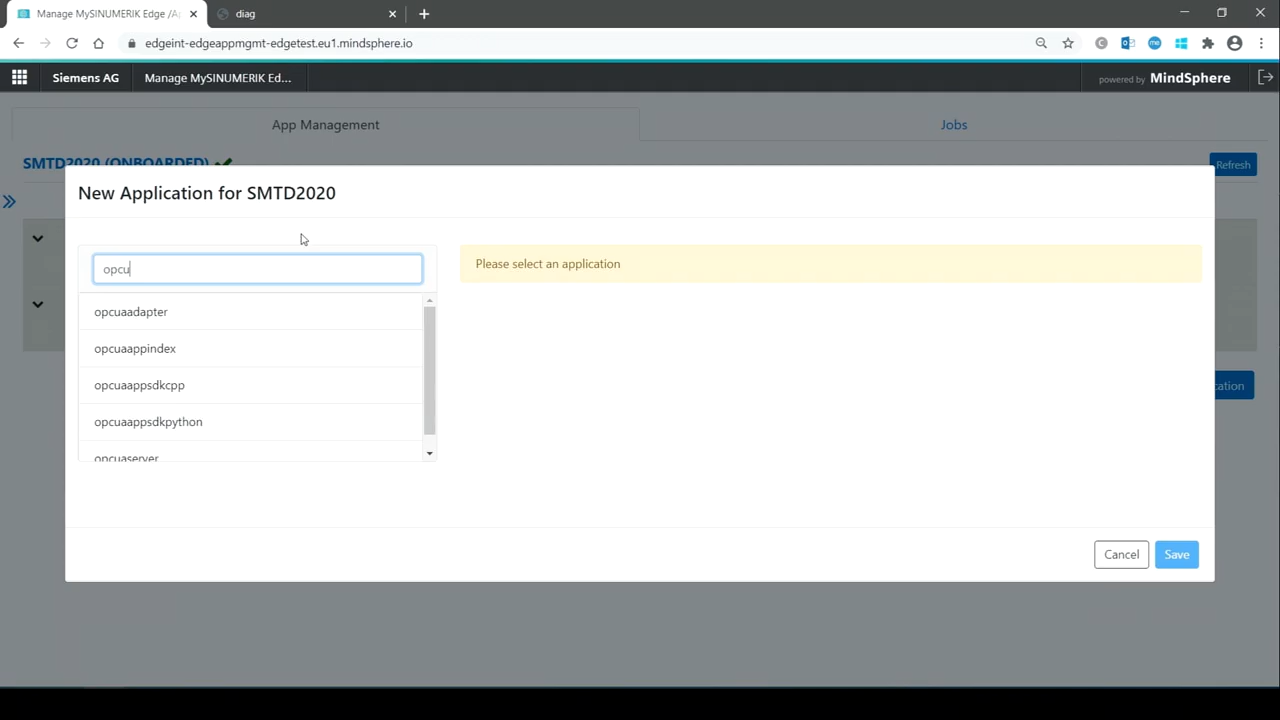 Manage MySINUMERIK Edge /A
diag
edgeint-edgeappmgmt-edgetest.eu1.mindsphere.io
Siemens AG
Manage MySINUMERIK Ed...
powered by MindSphere
App Management
Jobs
SMTD2020 (ONBOARDED)
Refresh
New Application for SMTD2020
opcu
Please select an application
opcuaadapter
opcuaappindex
opcuaappsdkcpp
cation
opcuaappsdkpython
opcuaserver
Cancel
Save